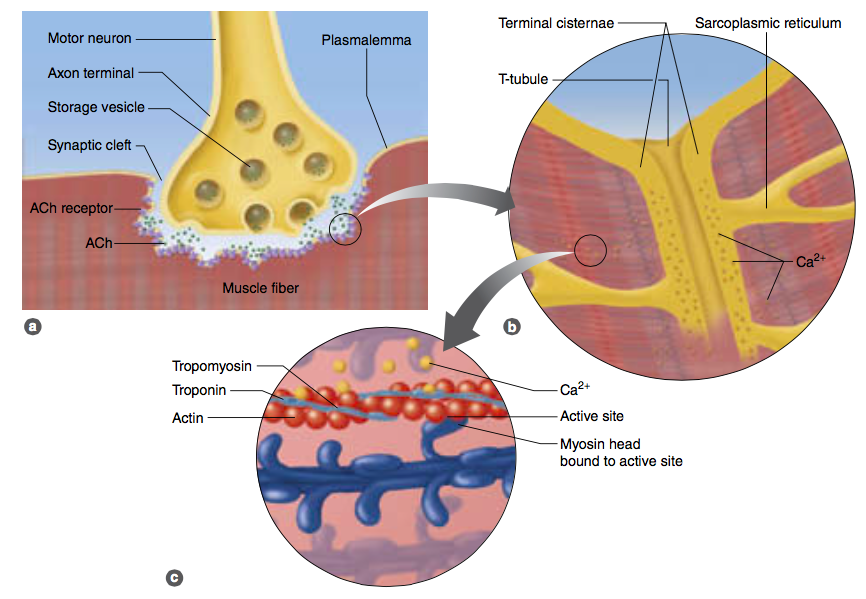 Motor neuron
Plasmalemma
Axon terminal
Storage vesicle
Synaptic cleft
ACh receptor
ACh
Muscle fiber
a
Terminal cisternae
Sarcoplasmic reticulum
T-tubule
Ca2+
b
Tropomyosin
Troponin
Actin
Ca2+
Active site
Myosin head
bound to active site
c